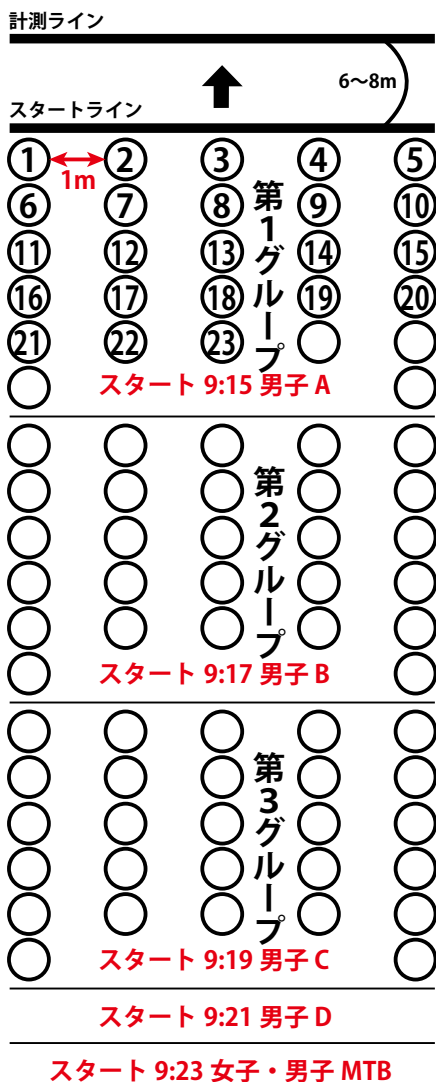 計測ライン
6〜8m
スタートライン
1 2 3 4 5
1m
6 7 8 9 10
11 12 13 14 15
16 17 18 19 20
21 22 23
第1グループ
スタート 9:15 男子 A
第2グループ
スタート 9:17 男子 B
第3グループ
スタート 9:19 男子 C
スタート 9:21 男子 D
スタート 9:23 女子・男子 MTB